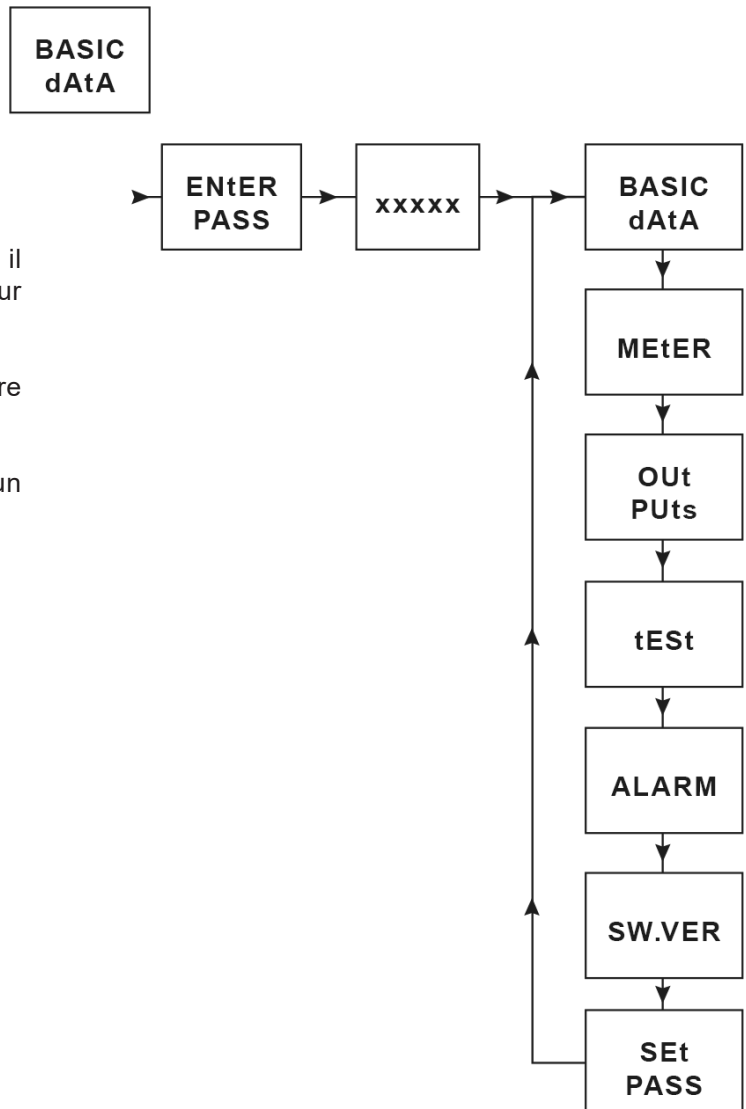 BASIC
dAtA
ENtER
PASS
xxxxx
BASIC
dAtA
il
ur
MEtER
re
OUt
PUts
un
tESt
ALARM
SW.VER
SEt
PASS